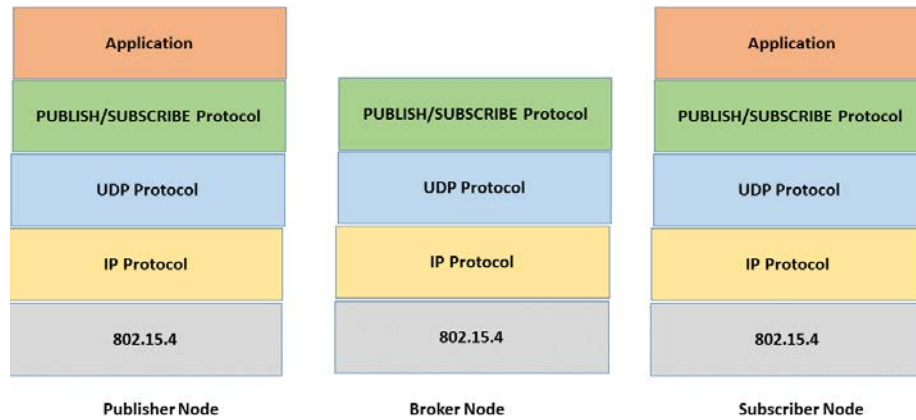 Application
PUBLISH/SUBSCRIBE Protocol
UDP Protocol
IP Protocol
802.15.4
Publisher Node
PUBLISH/SUBSCRIBE Protocol
UDP Protocol
IP Protocol
802.15.4
Broker Node
Application
PUBLISH/SUBSCRIBE Protocol
UDP Protocol
IP Protocol
802.15.4
Subscriber Node